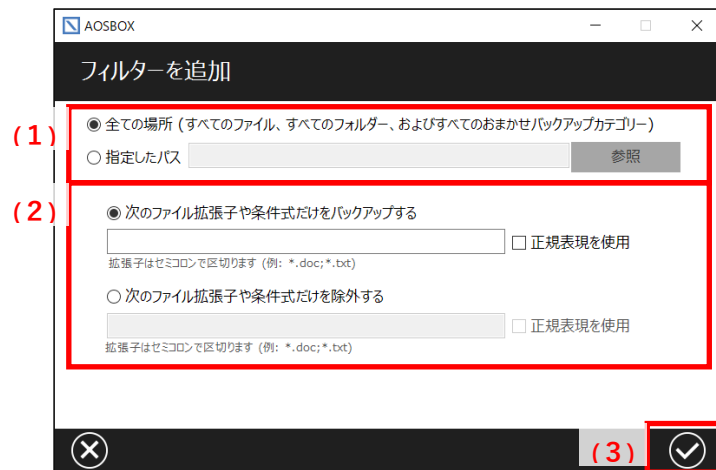 AOSBOX
フィルターを追加
(1)
全ての場所 (すべてのファイル、すべてのフォルダー、およびすべてのおまかせバックアップカテゴリー)
指定したパス 参照
(2)
次のファイル拡張子や条件式だけをバックアップする
正規表現を使用
拡張子はセミコロンで区切ります (例: *.doc;*.txt)
次のファイル拡張子や条件式だけを除外する
正規表現を使用
拡張子はセミコロンで区切ります (例: *.doc;*.txt)
(3)